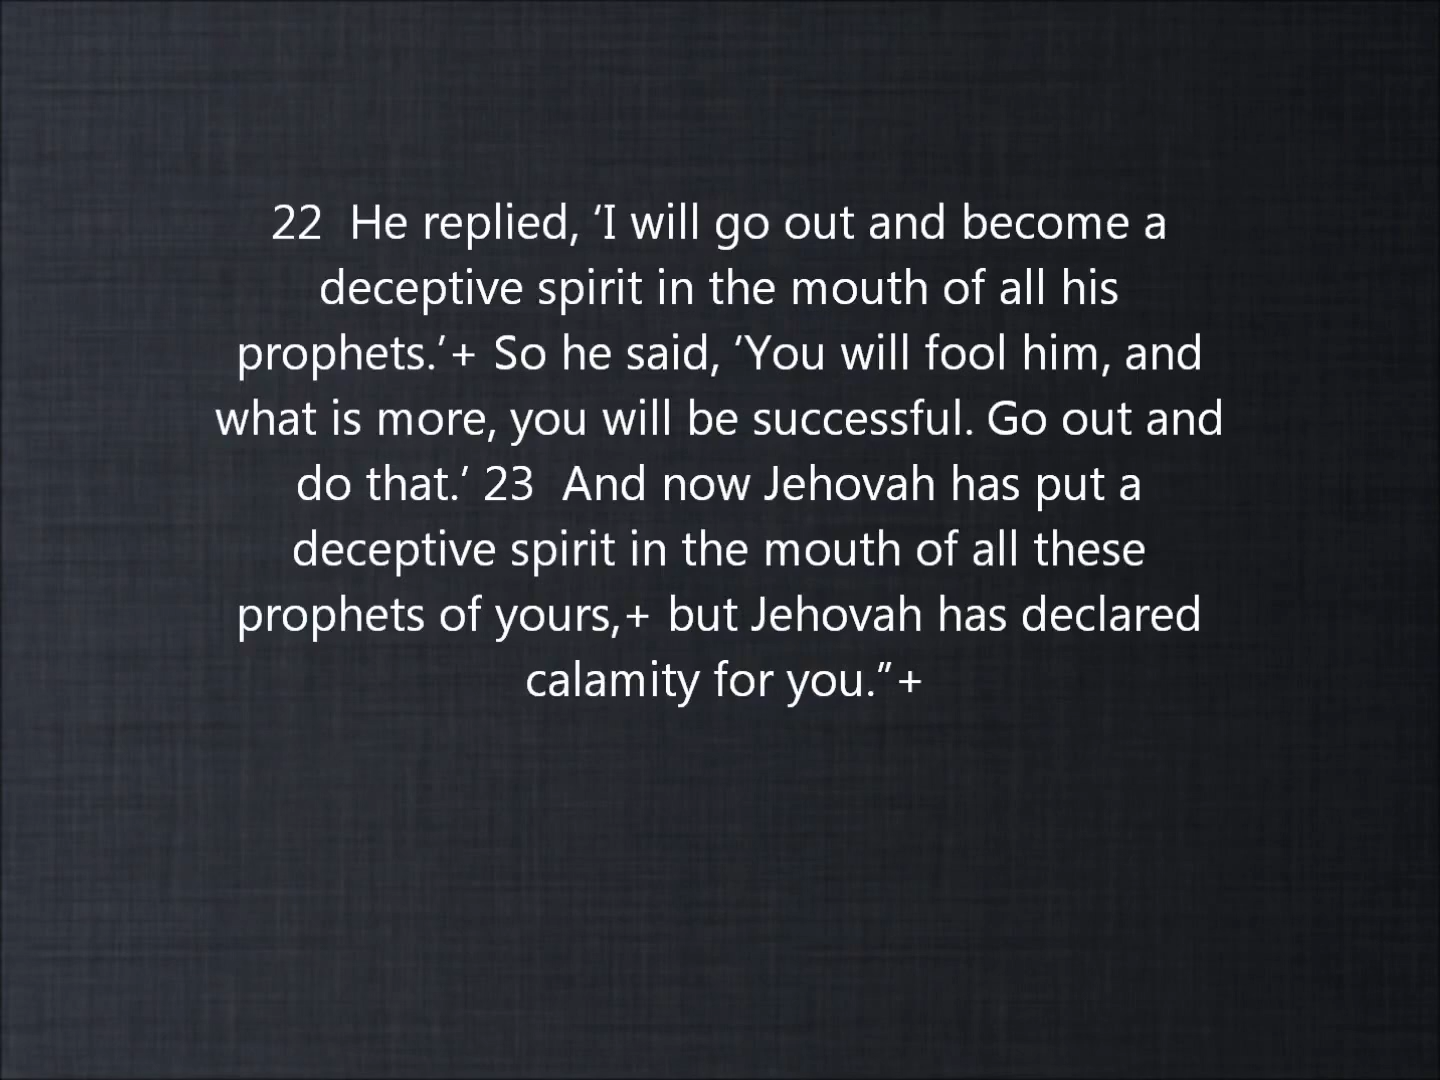 22  He replied, ‘I will go out and become a
deceptive spirit in the mouth of all his
prophets.’+ So he said, ‘You will fool him, and
what is more, you will be successful. Go out and
do that.’ 23  And now Jehovah has put a
deceptive spirit in the mouth of all these
prophets of yours,+ but Jehovah has declared
calamity for you.”+